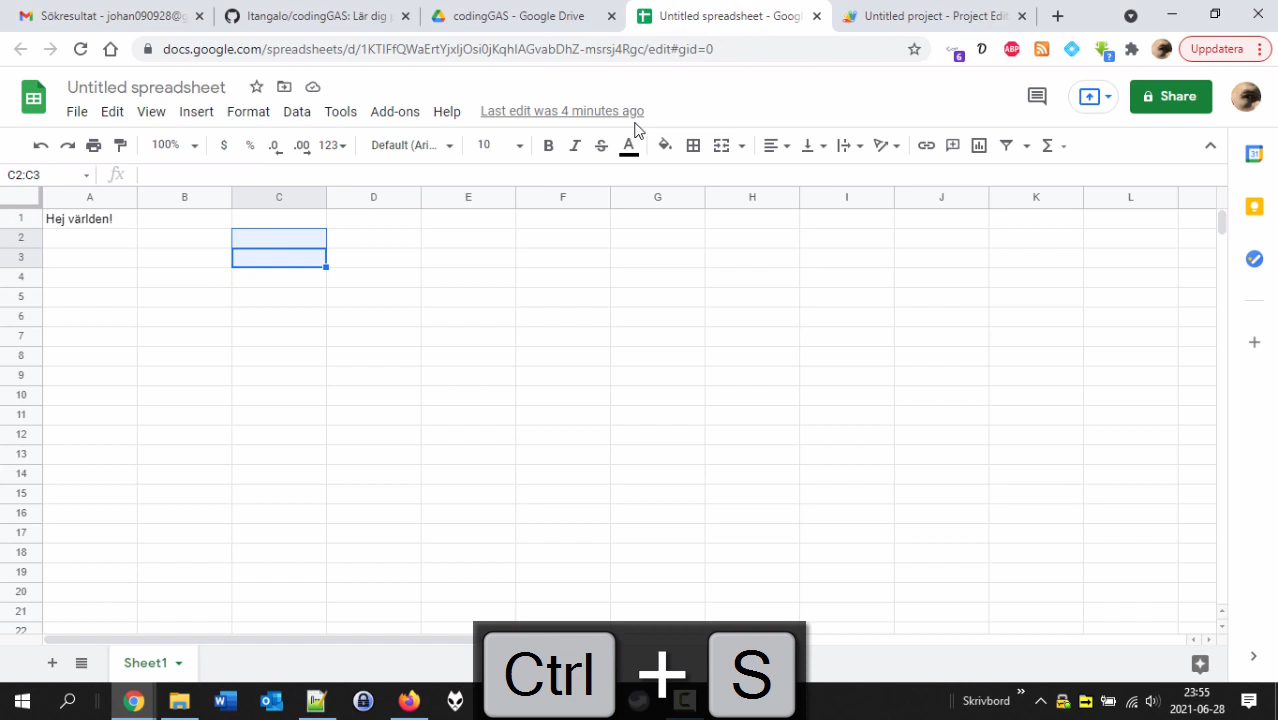 Sökresultat - johan090928@g
Itangalo/codingGAS: Lär dig
codingGAS - Google Drive
Untitled spreadsheet - Goog
Untitled project - Project Edi
docs.google.com/spreadsheets/d/1KTIFfQWaErtYjxIjOsi0jKqhIAGvabDhZ-msrsj4Rgc/edit#gid=0
6
ABP
?
Uppdatera
Untitled spreadsheet
File Edit View Insert Format Data Tools Add-ons Help Last edit was 4 minutes ago
Share
100% $ % .0 .00 123 Default (Ari... 10 B I S A Σ
31
C2:C3 fx
A B C D E F G H I J K L
1 Hej världen!
2
3
4
5
6
7
8
9
10
11
12
13
14
15
16
17
18
19
20
21
22
Sheet1
Ctrl + S
Skrivbord
23:55
2021-06-28